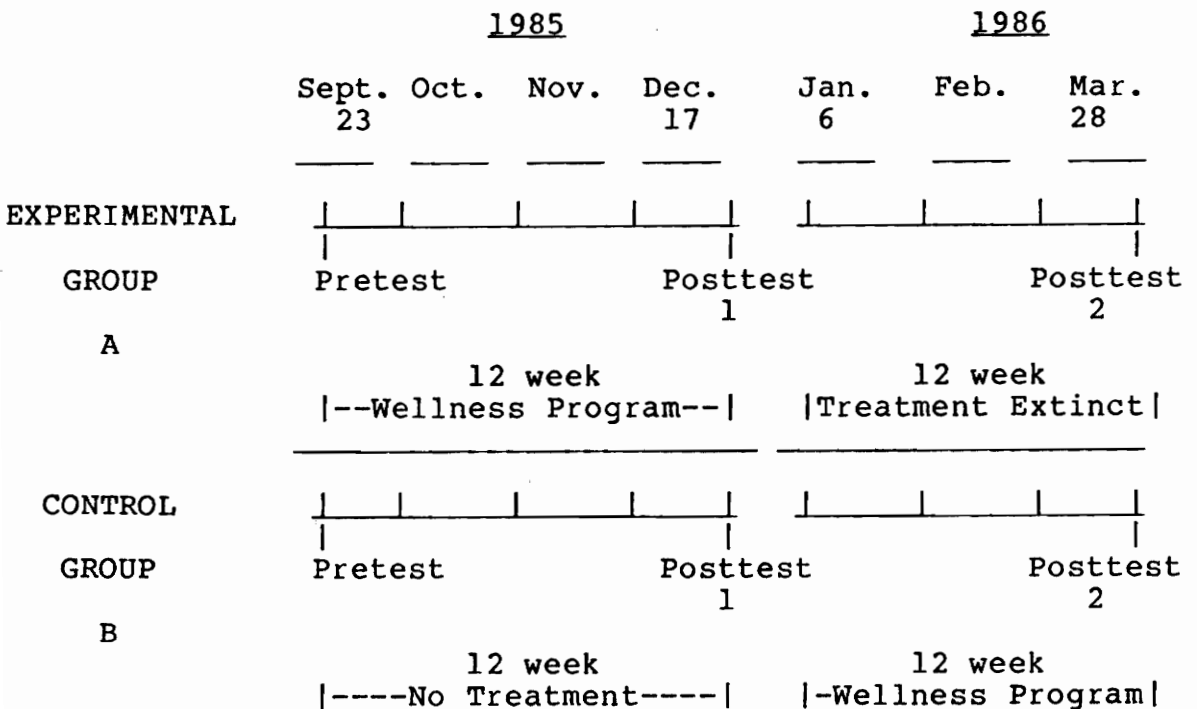 1985 1986
Sept. Oct. Nov. Dec. Jan. Feb. Mar.
23 17 6 28
EXPERIMENTAL
GROUP Pretest Posttest Posttest
1 2
A
12 week 12 week
|--Wellness Program--| |Treatment Extinct|
CONTROL
GROUP Pretest Posttest Posttest
1 2
B
12 week 12 week
|----No Treatment----| |-Wellness Program|